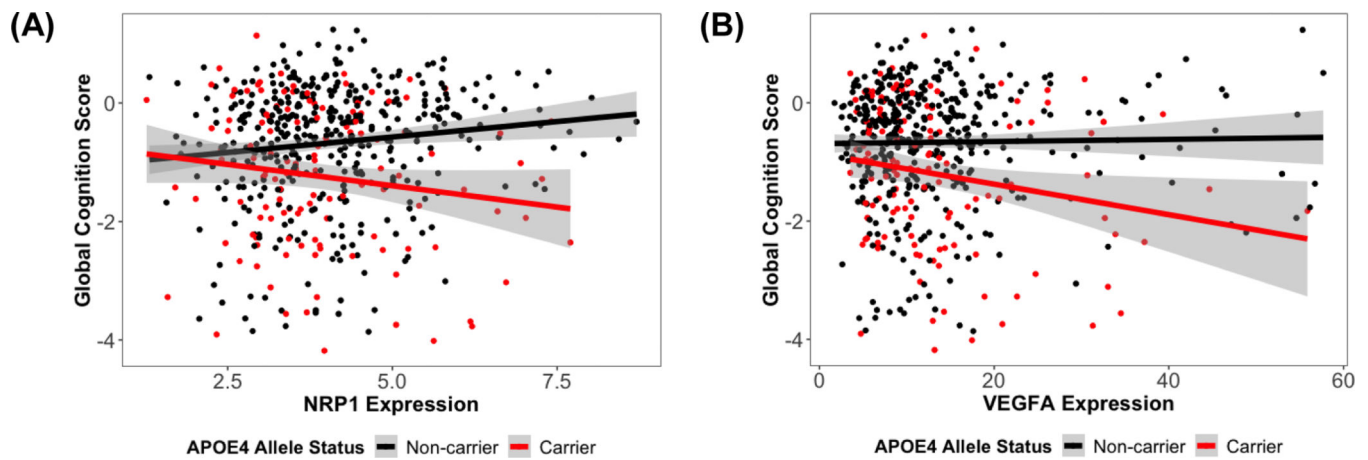 (A)
Global Cognition Score
0
-2
-4
2.5 5.0 7.5
NRP1 Expression
APOE4 Allele Status Non-carrier Carrier
(B)
Global Cognition Score
0
-2
-4
0 20 40 60
VEGFA Expression
APOE4 Allele Status Non-carrier Carrier